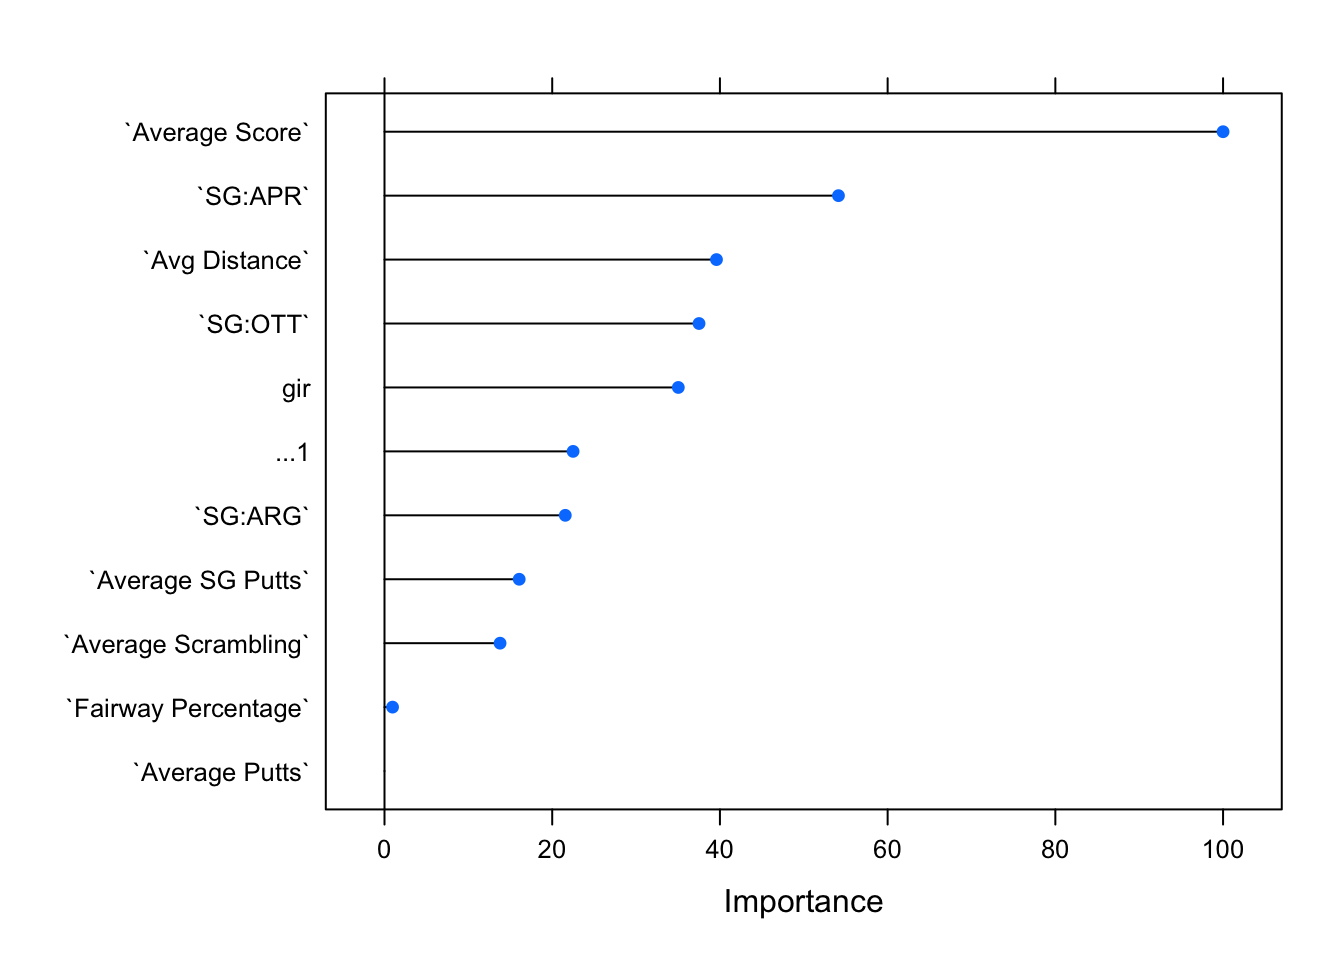 `Average Score`
`SG:APR`
`Avg Distance`
`SG:OTT`
gir
...1
`SG:ARG`
`Average SG Putts`
`Average Scrambling`
`Fairway Percentage`
`Average Putts`
0 20 40 60 80 100
Importance